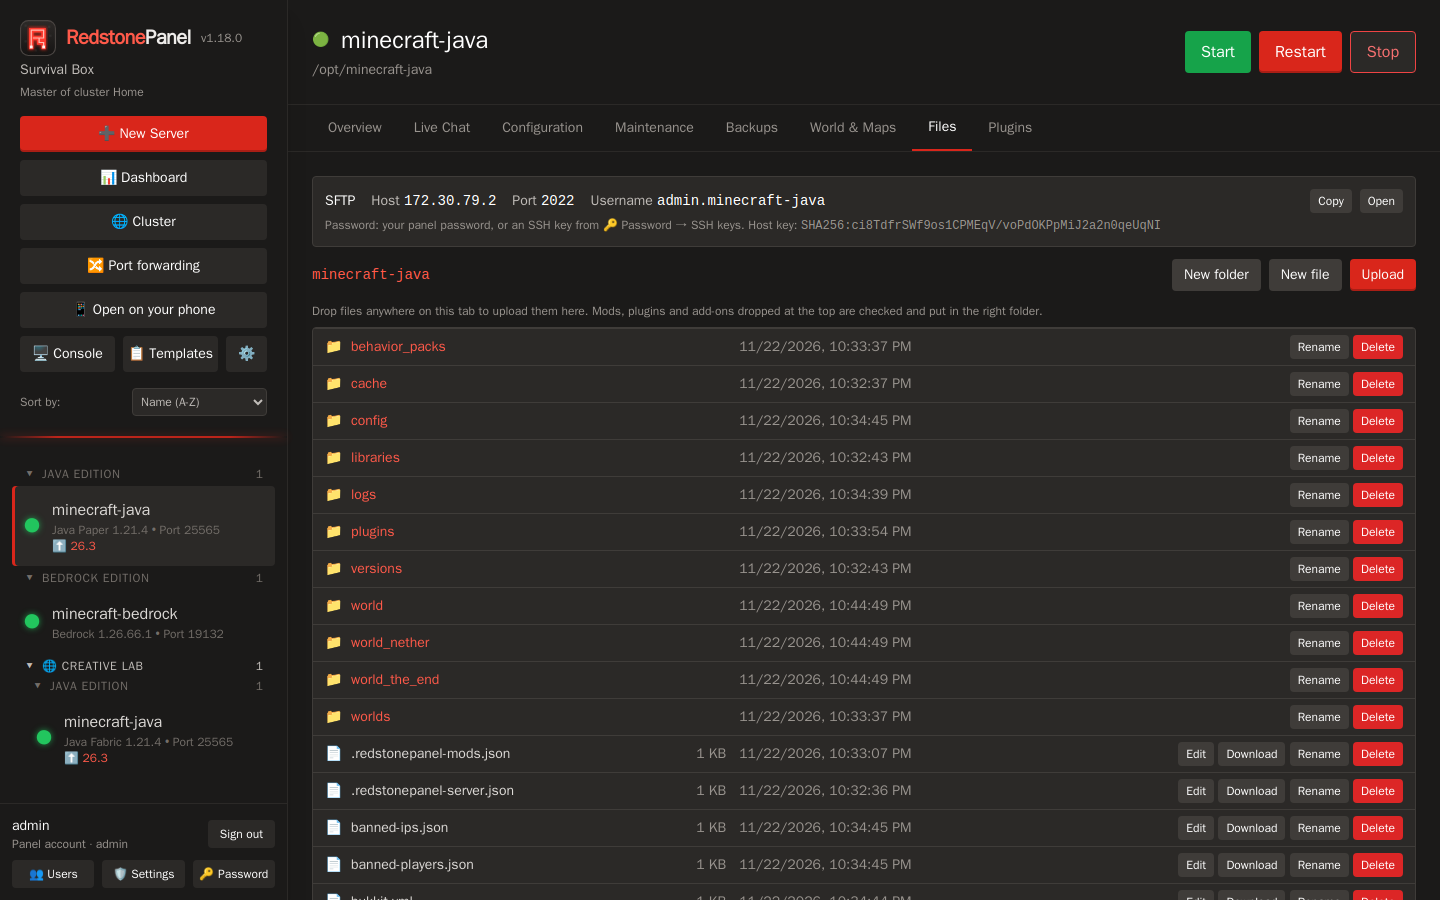 RedstonePanel v1.18.0
Survival Box
Master of cluster Home
New Server
Dashboard
Cluster
Port forwarding
Open on your phone
Console
Templates
Sort by:
Name (A-Z)
JAVA EDITION 1
minecraft-java
Java Paper 1.21.4 • Port 25565
26.3
BEDROCK EDITION 1
minecraft-bedrock
Bedrock 1.26.66.1 • Port 19132
CREATIVE LAB 1
JAVA EDITION 1
minecraft-java
Java Fabric 1.21.4 • Port 25565
26.3
admin
Panel account · admin
Sign out
Users
Settings
Password
minecraft-java
/opt/minecraft-java
Start
Restart
Stop
Overview
Live Chat
Configuration
Maintenance
Backups
World & Maps
Files
Plugins
SFTP Host 172.30.79.2 Port 2022 Username admin.minecraft-java
Copy
Open
Password: your panel password, or an SSH key from 🔑 Password → SSH keys. Host key: SHA256:ci8TdfrSWf9os1CPMEqV/voPdOKPpMiJ2a2n0qeUqNI
minecraft-java
New folder
New file
Upload
Drop files anywhere on this tab to upload them here. Mods, plugins and add-ons dropped at the top are checked and put in the right folder.
behavior_packs 11/22/2026, 10:33:37 PM Rename Delete
cache 11/22/2026, 10:32:37 PM Rename Delete
config 11/22/2026, 10:34:45 PM Rename Delete
libraries 11/22/2026, 10:32:43 PM Rename Delete
logs 11/22/2026, 10:34:39 PM Rename Delete
plugins 11/22/2026, 10:33:54 PM Rename Delete
versions 11/22/2026, 10:32:43 PM Rename Delete
world 11/22/2026, 10:44:49 PM Rename Delete
world_nether 11/22/2026, 10:44:49 PM Rename Delete
world_the_end 11/22/2026, 10:44:49 PM Rename Delete
worlds 11/22/2026, 10:33:37 PM Rename Delete
.redstonepanel-mods.json 1 KB 11/22/2026, 10:33:07 PM Edit Download Rename Delete
.redstonepanel-server.json 1 KB 11/22/2026, 10:32:36 PM Edit Download Rename Delete
banned-ips.json 1 KB 11/22/2026, 10:34:45 PM Edit Download Rename Delete
banned-players.json 1 KB 11/22/2026, 10:34:45 PM Edit Download Rename Delete